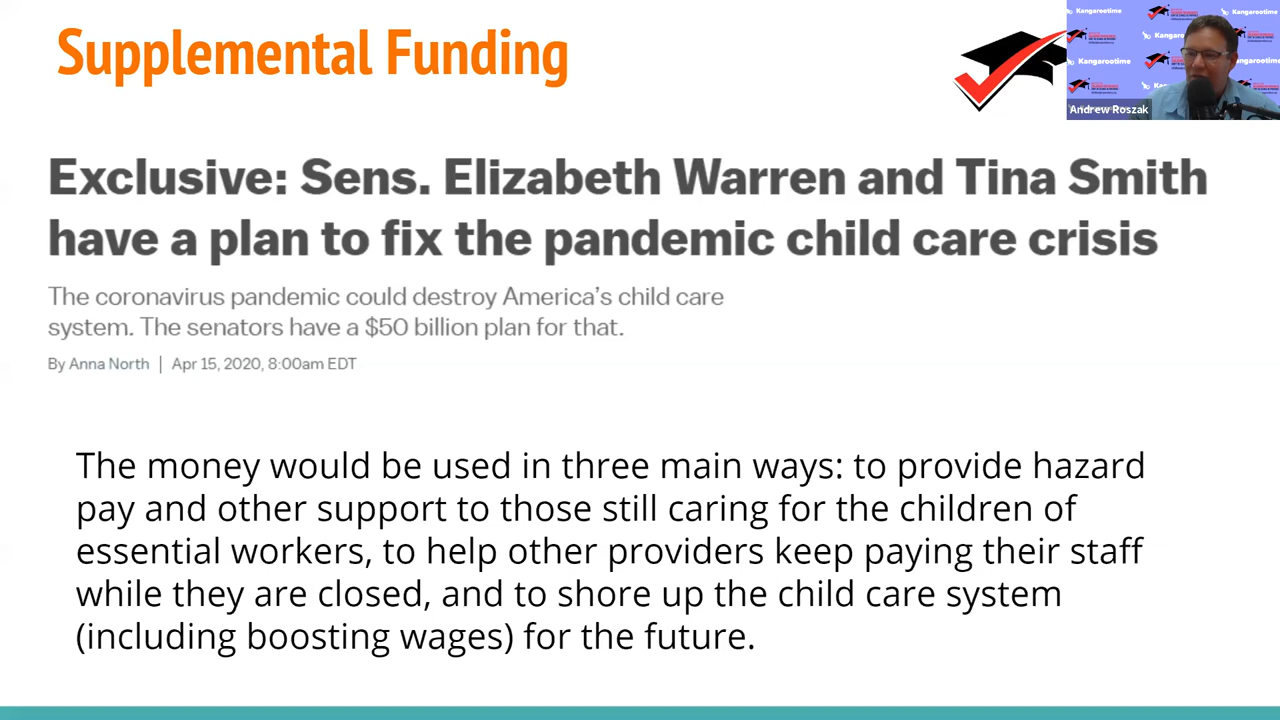 Supplemental Funding
Kangarootime
Kangarootime
Kangarootime
Kangarootime
Andrew Roszak
Exclusive: Sens. Elizabeth Warren and Tina Smith
have a plan to fix the pandemic child care crisis
The coronavirus pandemic could destroy America's child care
system. The senators have a $50 billion plan for that.
By Anna North | Apr 15, 2020, 8:00am EDT
The money would be used in three main ways: to provide hazard
pay and other support to those still caring for the children of
essential workers, to help other providers keep paying their staff
while they are closed, and to shore up the child care system
(including boosting wages) for the future.